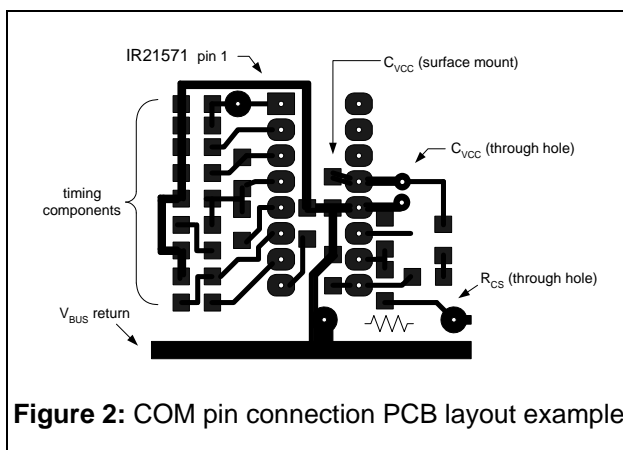 IR21571 pin 1
C_VCC (surface mount)
C_VCC (through hole)
timing
components
R_CS (through hole)
V_BUS return
Figure 2: COM pin connection PCB layout example